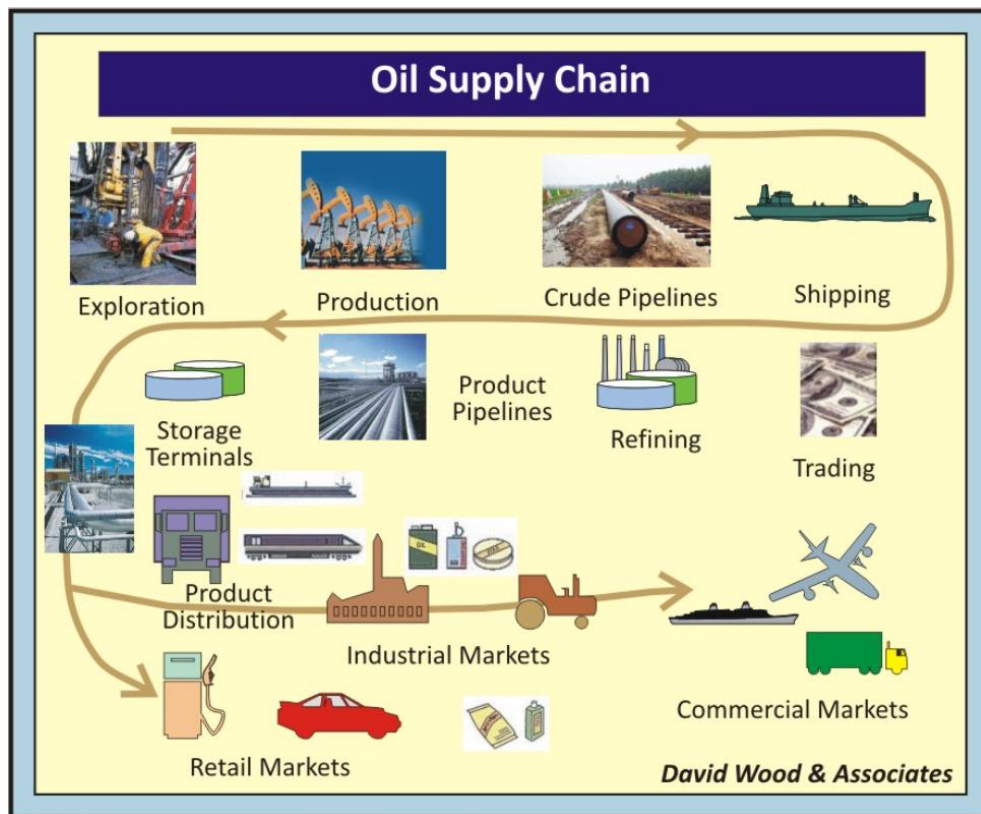 Oil Supply Chain
Exploration
Production
Crude Pipelines
Shipping
Storage
Terminals
Product
Pipelines
Refining
Trading
Product
Distribution
Industrial Markets
Commercial Markets
Retail Markets
David Wood & Associates